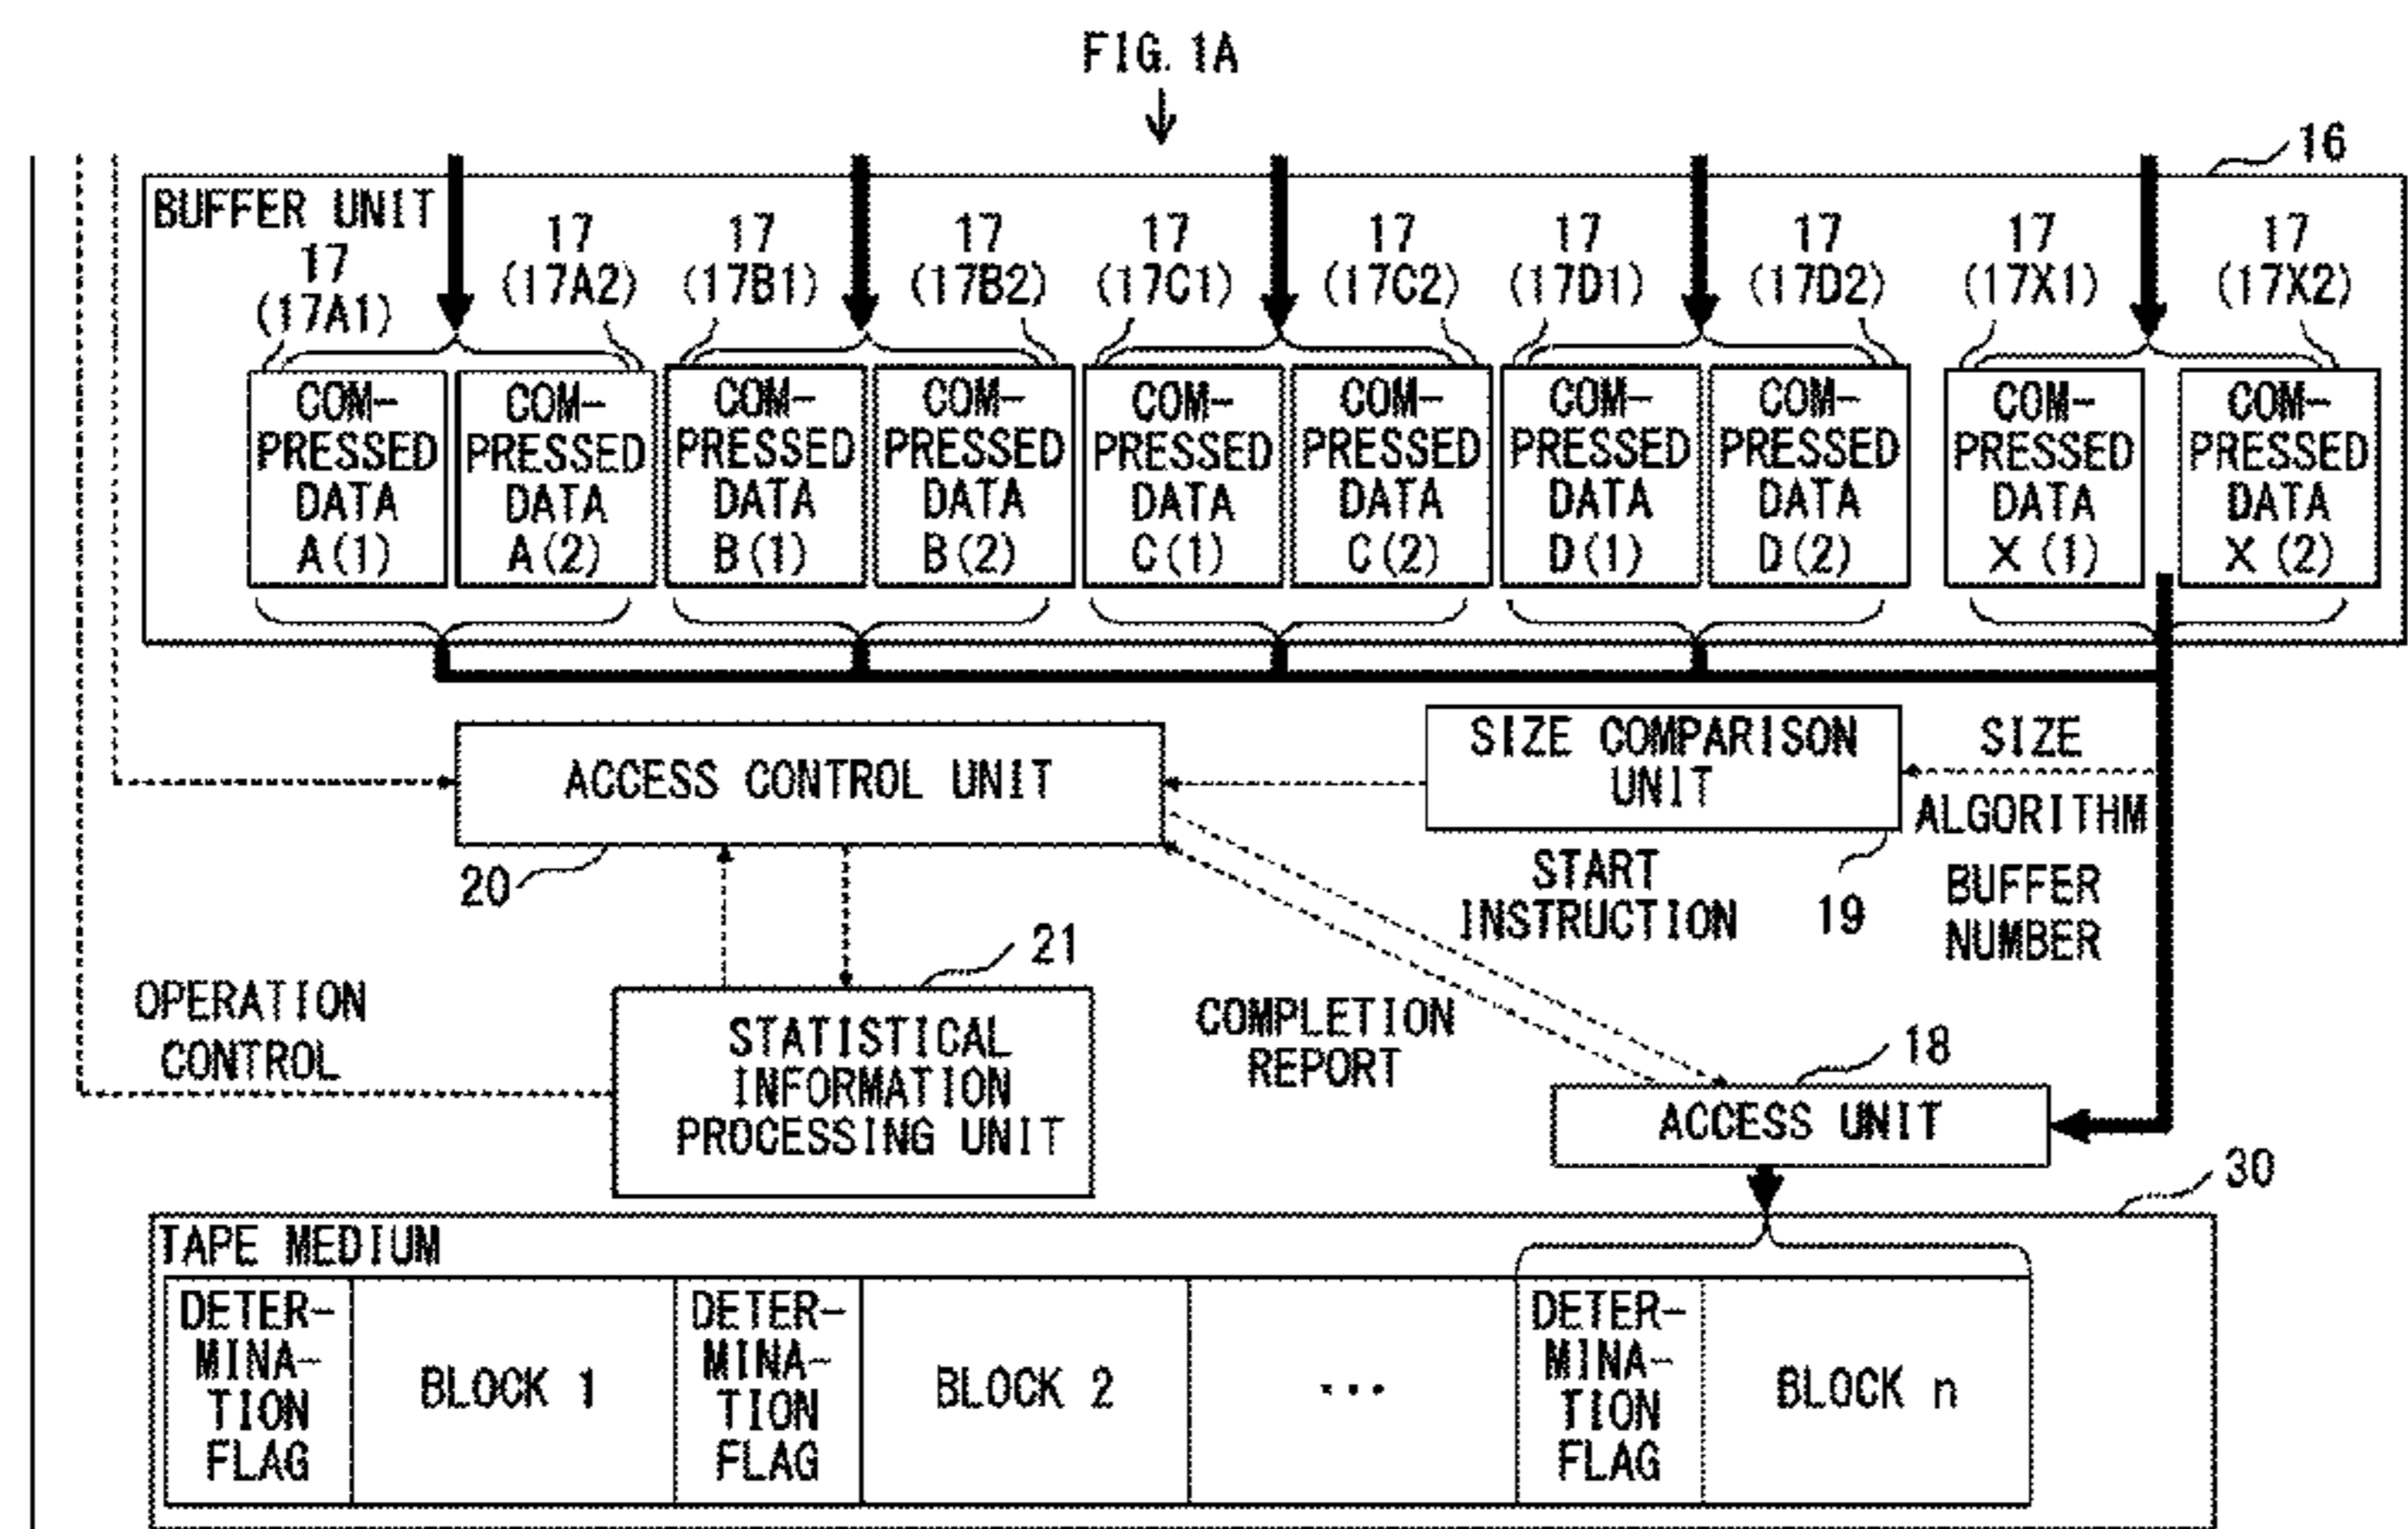 FIG. 1A
16
BUFFER UNIT
17
(17A1)
17
(17A2)
17
(17B1)
17
(17B2)
17
(17C1)
17
(17C2)
17
(17D1)
17
(17D2)
17
(17X1)
17
(17X2)
COM-
PRESSED
DATA
A(1)
COM-
PRESSED
DATA
A(2)
COM-
PRESSED
DATA
B(1)
COM-
PRESSED
DATA
B(2)
COM-
PRESSED
DATA
C(1)
COM-
PRESSED
DATA
C(2)
COM-
PRESSED
DATA
D(1)
COM-
PRESSED
DATA
D(2)
COM-
PRESSED
DATA
X(1)
COM-
PRESSED
DATA
X(2)
ACCESS CONTROL UNIT
20
SIZE COMPARISON
UNIT
19
SIZE
ALGORITHM
BUFFER
NUMBER
START
INSTRUCTION
21
OPERATION
CONTROL
STATISTICAL
INFORMATION
PROCESSING UNIT
COMPLETION
REPORT
18
ACCESS UNIT
30
TAPE MEDIUM
DETER-
MINA-
TION
FLAG
BLOCK 1
DETER-
MINA-
TION
FLAG
BLOCK 2
...
DETER-
MINA-
TION
FLAG
BLOCK n